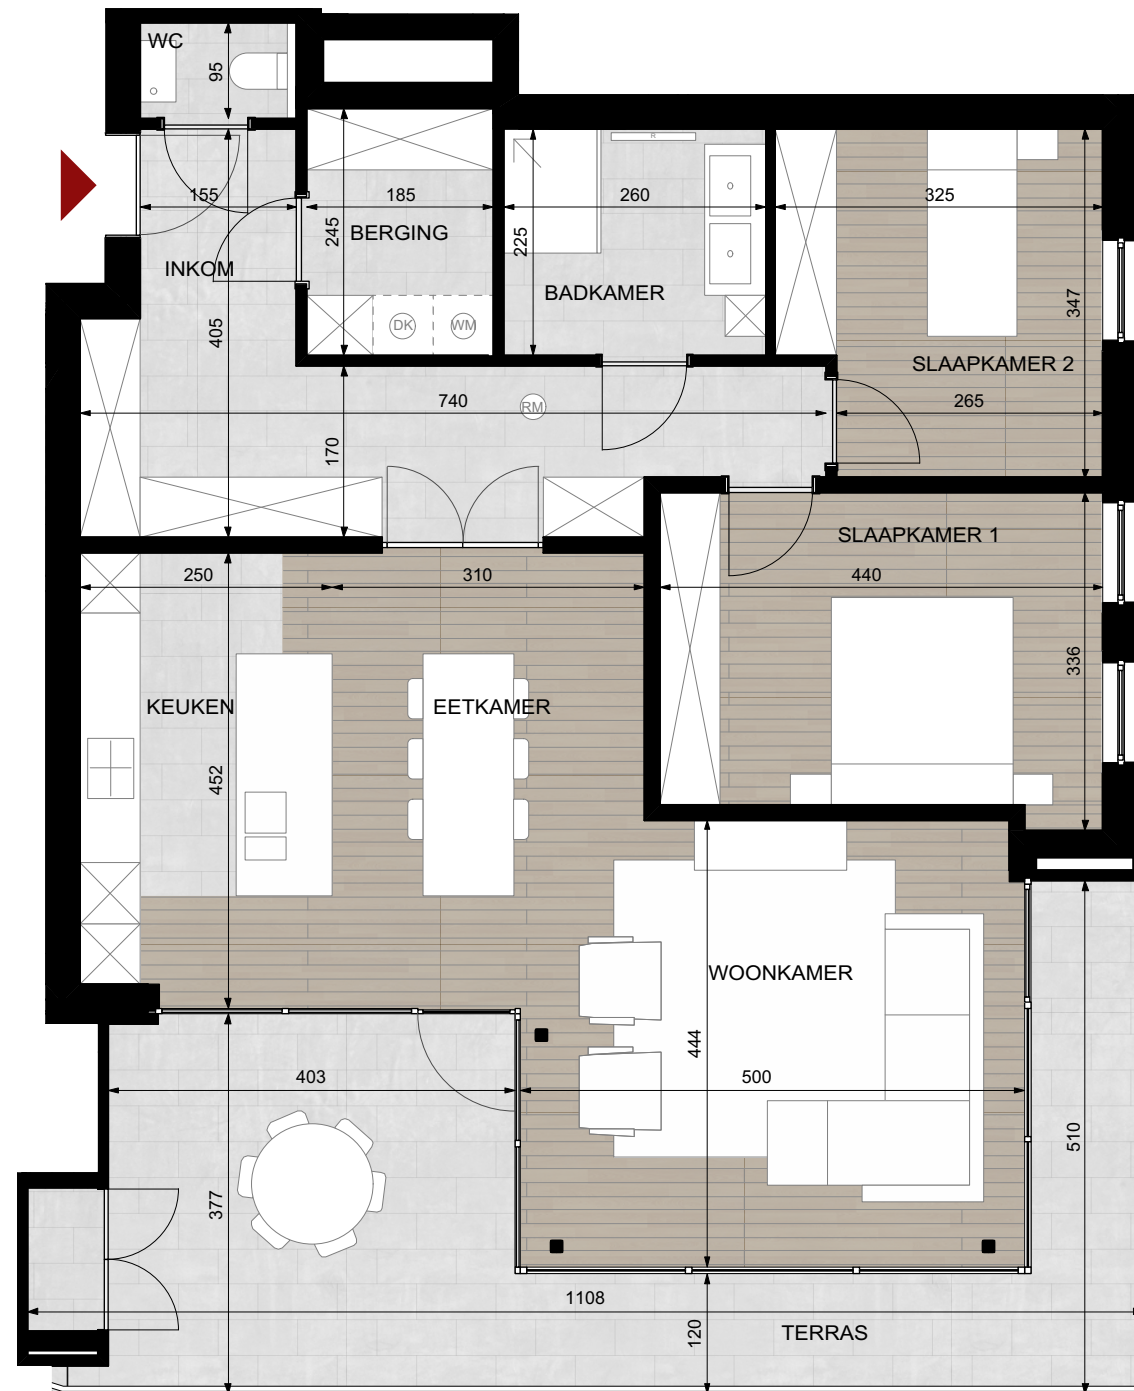 WC
95
155
185
260
325
245
BERGING
225
INKOM
BADKAMER
347
405
DK
WM
SLAAPKAMER 2
740
RM
265
170
SLAAPKAMER 1
250
310
440
336
KEUKEN
EETKAMER
452
WOONKAMER
444
403
500
510
377
1108
120
TERRAS
R